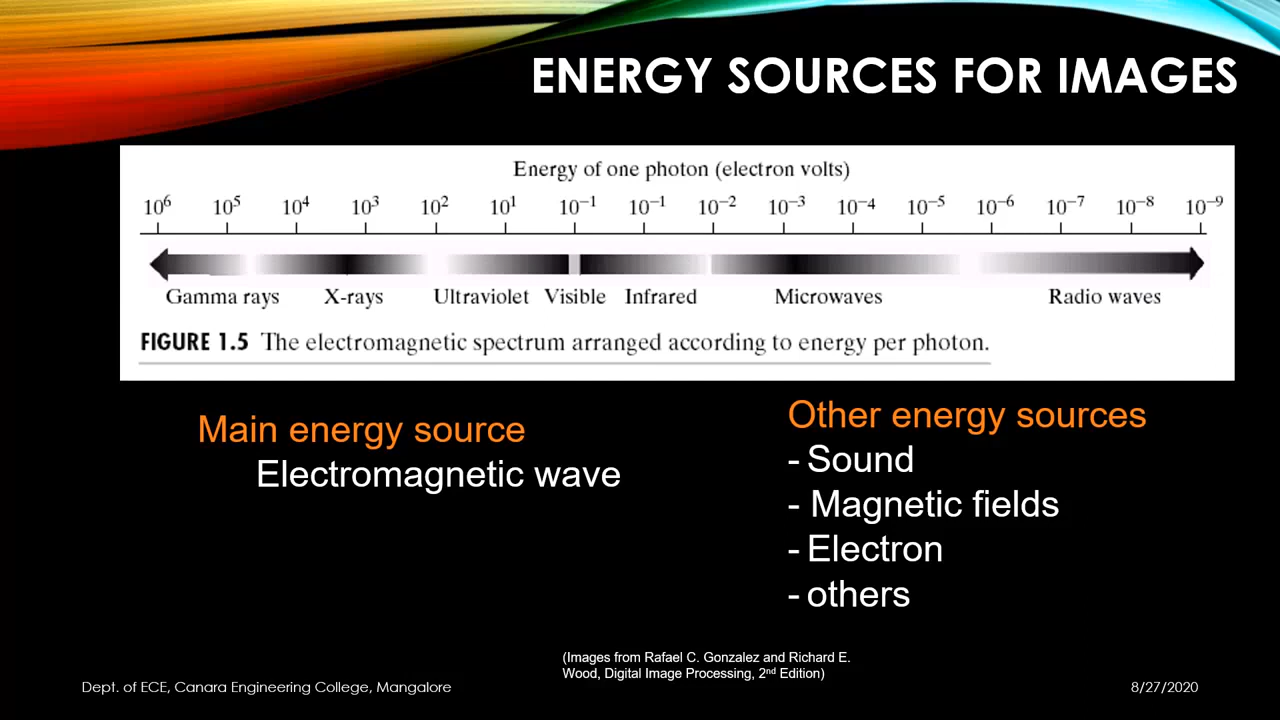 ENERGY SOURCES FOR IMAGES
Energy of one photon (electron volts)
10⁶ 10⁵ 10⁴ 10³ 10² 10¹ 10⁻¹ 10⁻¹ 10⁻² 10⁻³ 10⁻⁴ 10⁻⁵ 10⁻⁶ 10⁻⁷ 10⁻⁸ 10⁻⁹
Gamma rays X-rays Ultraviolet Visible Infrared Microwaves Radio waves
FIGURE 1.5 The electromagnetic spectrum arranged according to energy per photon.
Main energy source
Electromagnetic wave
Other energy sources
- Sound
- Magnetic fields
- Electron
- others
(Images from Rafael C. Gonzalez and Richard E.
Wood, Digital Image Processing, 2nd Edition)
Dept. of ECE, Canara Engineering College, Mangalore
8/27/2020